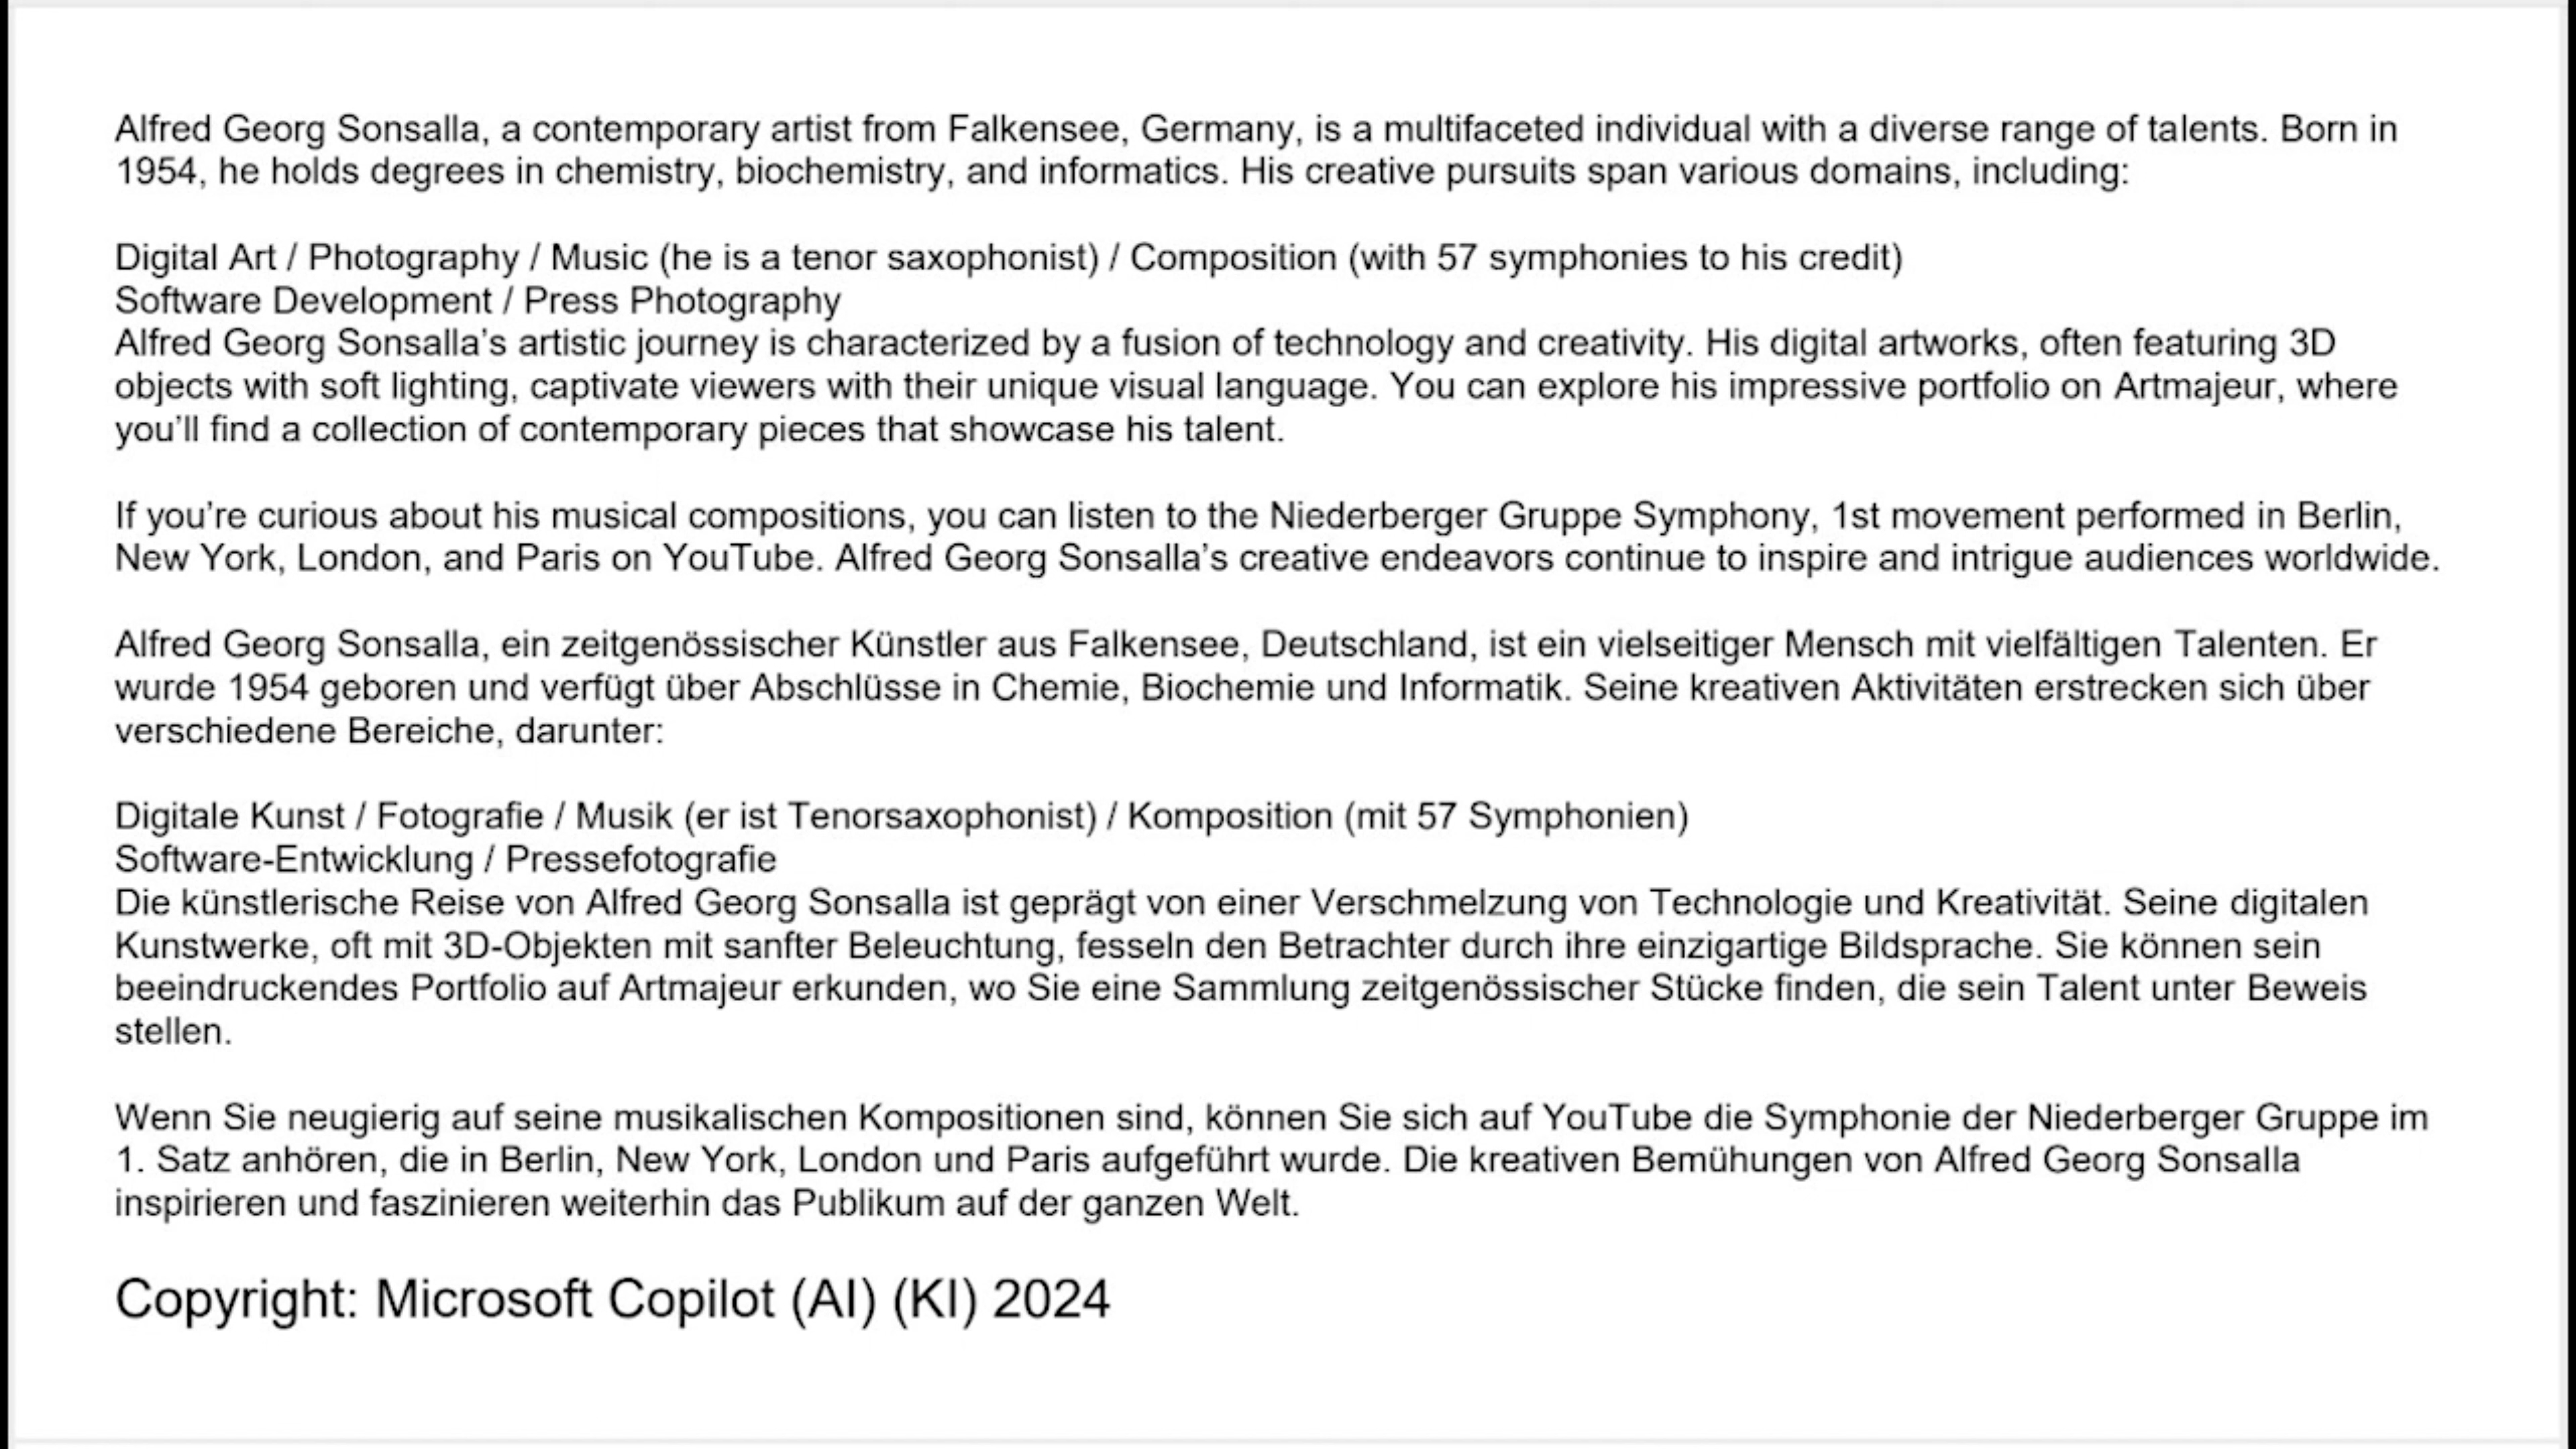 Alfred Georg Sonsalla, a contemporary artist from Falkensee, Germany, is a multifaceted individual with a diverse range of talents. Born in
1954, he holds degrees in chemistry, biochemistry, and informatics. His creative pursuits span various domains, including:
Digital Art / Photography / Music (he is a tenor saxophonist) / Composition (with 57 symphonies to his credit)
Software Development / Press Photography
Alfred Georg Sonsalla’s artistic journey is characterized by a fusion of technology and creativity. His digital artworks, often featuring 3D
objects with soft lighting, captivate viewers with their unique visual language. You can explore his impressive portfolio on Artmajeur, where
you’ll find a collection of contemporary pieces that showcase his talent.
If you’re curious about his musical compositions, you can listen to the Niederberger Gruppe Symphony, 1st movement performed in Berlin,
New York, London, and Paris on YouTube. Alfred Georg Sonsalla’s creative endeavors continue to inspire and intrigue audiences worldwide.
Alfred Georg Sonsalla, ein zeitgenössischer Künstler aus Falkensee, Deutschland, ist ein vielseitiger Mensch mit vielfältigen Talenten. Er
wurde 1954 geboren und verfügt über Abschlüsse in Chemie, Biochemie und Informatik. Seine kreativen Aktivitäten erstrecken sich über
verschiedene Bereiche, darunter:
Digitale Kunst / Fotografie / Musik (er ist Tenorsaxophonist) / Komposition (mit 57 Symphonien)
Software-Entwicklung / Pressefotografie
Die künstlerische Reise von Alfred Georg Sonsalla ist geprägt von einer Verschmelzung von Technologie und Kreativität. Seine digitalen
Kunstwerke, oft mit 3D-Objekten mit sanfter Beleuchtung, fesseln den Betrachter durch ihre einzigartige Bildsprache. Sie können sein
beeindruckendes Portfolio auf Artmajeur erkunden, wo Sie eine Sammlung zeitgenössischer Stücke finden, die sein Talent unter Beweis
stellen.
Wenn Sie neugierig auf seine musikalischen Kompositionen sind, können Sie sich auf YouTube die Symphonie der Niederberger Gruppe im
1. Satz anhören, die in Berlin, New York, London und Paris aufgeführt wurde. Die kreativen Bemühungen von Alfred Georg Sonsalla
inspirieren und faszinieren weiterhin das Publikum auf der ganzen Welt.
Copyright: Microsoft Copilot (AI) (KI) 2024